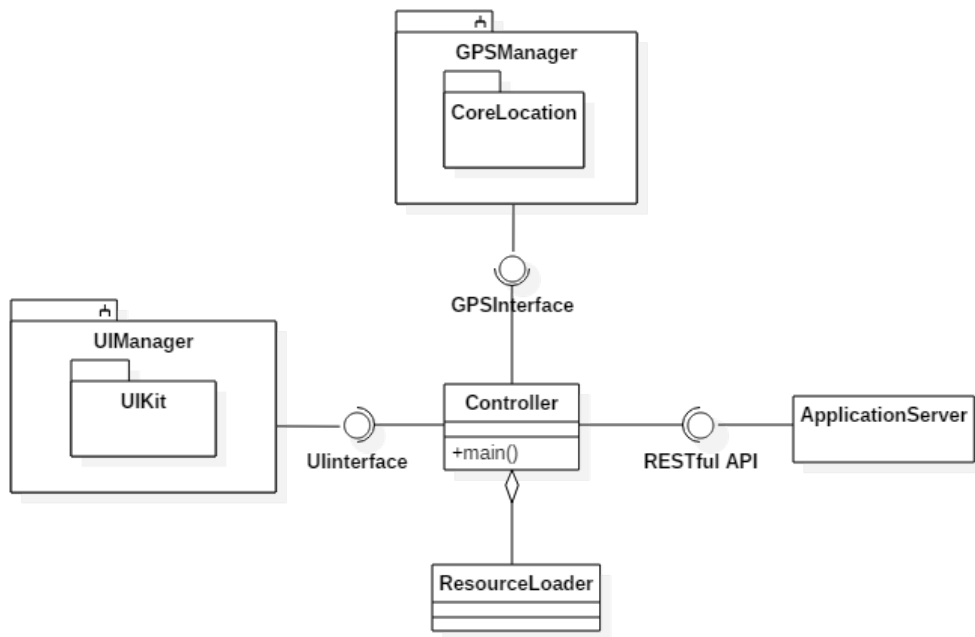 GPSManager
CoreLocation
GPSInterface
UIManager
UIKit
UIinterface
Controller
+main()
RESTful API
ApplicationServer
ResourceLoader